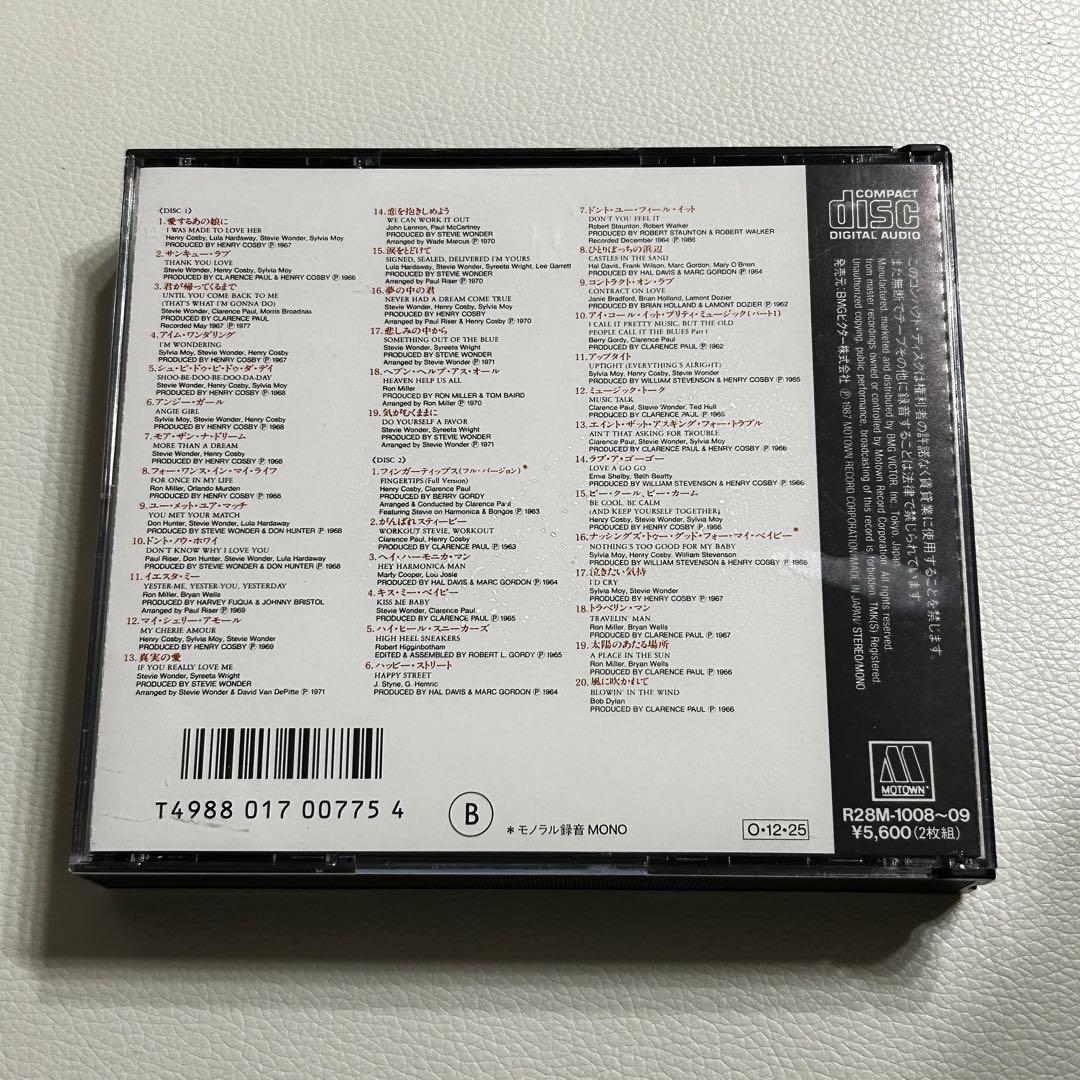 〈DISC 1〉
1.愛するあの娘に
I WAS MADE TO LOVE HER
Henry Cosby, Lula Hardaway, Stevie Wonder, Sylvia Moy
PRODUCED BY HENRY COSBY Ⓟ 1967
2.サンキュー・ラブ
THANK YOU LOVE
Stevie Wonder, Henry Cosby, Sylvia Moy
PRODUCED BY CLARENCE PAUL & HENRY COSBY Ⓟ 1966
3.君が帰ってくるまで
UNTIL YOU COME BACK TO ME
(THAT'S WHAT I'M GONNA DO)
Stevie Wonder, Clarence Paul, Morris Broadnax
PRODUCED BY CLARENCE PAUL
Recorded May 1967 Ⓟ 1977
4.アイム・ワンダリング
I'M WONDERING
Sylvia Moy, Stevie Wonder, Henry Cosby
PRODUCED BY HENRY COSBY Ⓟ 1967
5.シュ・ビ・ドゥ・ビ・ドゥ・ダ・デイ
SHOO-BE-DOO-BE-DOO-DA-DAY
Stevie Wonder, Henry Cosby, Sylvia Moy
PRODUCED BY HENRY COSBY Ⓟ 1968
6.アンジー・ガール
ANGIE GIRL
Sylvia Moy, Stevie Wonder, Henry Cosby
PRODUCED BY HENRY COSBY Ⓟ 1968
7.モア・ザン・ナ・ドリーム
MORE THAN A DREAM
Stevie Wonder, Henry Cosby
PRODUCED BY HENRY COSBY Ⓟ 1968
8.フォー・ワンス・イン・マイ・ライフ
FOR ONCE IN MY LIFE
Ron Miller, Orlando Murden
PRODUCED BY HENRY COSBY Ⓟ 1968
9.ユー・メット・ユア・マッチ
YOU MET YOUR MATCH
Don Hunter, Stevie Wonder, Lula Hardaway
PRODUCED BY STEVIE WONDER & DON HUNTER Ⓟ 1968
10.ドント・ノウ・ホワイ
DON'T KNOW WHY I LOVE YOU
Paul Riser, Don Hunter, Stevie Wonder, Lula Hardaway
PRODUCED BY STEVIE WONDER & DON HUNTER Ⓟ 1968
11.イエスタ・ミー
YESTER-ME, YESTER-YOU, YESTERDAY
Ron Miller, Bryan Wells
PRODUCED BY HARVEY FUQUA & JOHNNY BRISTOL
Arranged by Paul Riser Ⓟ 1969
12.マイ・シェリー・アモール
MY CHERIE AMOUR
Henry Cosby, Sylvia Moy, Stevie Wonder
PRODUCED BY HENRY COSBY Ⓟ 1969
13.真実の愛
IF YOU REALLY LOVE ME
Stevie Wonder, Syreeta Wright
PRODUCED BY STEVIE WONDER
Arranged by Stevie Wonder & David Van DePitte Ⓟ 1971
14.恋を抱きしめよう
WE CAN WORK IT OUT
John Lennon, Paul McCartney
PRODUCED BY STEVIE WONDER
Arranged by Wade Marcus Ⓟ 1970
15.涙をとどけて
SIGNED, SEALED, DELIVERED I'M YOURS
Lula Hardaway, Stevie Wonder, Syreeta Wright, Lee Garrett
PRODUCED BY STEVIE WONDER
Arranged by Paul Riser Ⓟ 1970
16.夢の中の君
NEVER HAD A DREAM COME TRUE
Stevie Wonder, Henry Cosby, Sylvia Moy
PRODUCED BY HENRY COSBY
Arranged by Paul Riser & Henry Cosby Ⓟ 1970
17.悲しみの中から
SOMETHING OUT OF THE BLUE
Stevie Wonder, Syreeta Wright
PRODUCED BY STEVIE WONDER Ⓟ 1971
18.ヘブン・ヘルプ・アス・オール
HEAVEN HELP US ALL
Ron Miller
PRODUCED BY RON MILLER & TOM BAIRD
Arranged by Ron Miller Ⓟ 1970
19.気がむくままに
DO YOURSELF A FAVOR
Stevie Wonder, Syreeta Wright
PRODUCED BY STEVIE WONDER
Arranged by Stevie Wonder Ⓟ 1971
〈DISC 2〉
1.フィンガーティップス(フル・バージョン)*
FINGERTIPS (Full Version)
Henry Cosby, Clarence Paul
PRODUCED BY BERRY GORDY
Arranged & Conducted by Clarence Paul
Featuring Stevie on Harmonica & Bongos Ⓟ 1963
2.がんばれスティービー
WORKOUT STEVIE, WORKOUT
Clarence Paul, Henry Cosby
PRODUCED BY CLARENCE PAUL Ⓟ 1963
3.ヘイ・ハーモニカ・マン
HEY HARMONICA MAN
Marty Cooper, Lou Josie
PRODUCED BY HAL DAVIS & MARC GORDON Ⓟ 1964
4.キス・ミー・ベイビー
KISS ME BABY
Stevie Wonder, Clarence Paul
PRODUCED BY CLARENCE PAUL Ⓟ 1965
5.ハイ・ヒール・スニーカーズ
HIGH HEEL SNEAKERS
Robert Higginbotham
EDITED & ASSEMBLED BY ROBERT L. GORDY Ⓟ 1965
6.ハッピー・ストリート
HAPPY STREET
J. Styne, G. Hemric
PRODUCED BY HAL DAVIS & MARC GORDON Ⓟ 1964
7.ドント・ユー・フィール・イット
DON'T YOU FEEL IT
Robert Staunton, Robert Walker
PRODUCED BY ROBERT STAUNTON & ROBERT WALKER
Recorded December 1964 Ⓟ 1986
8.ひとりぼっちの浜辺
CASTLES IN THE SAND
Hal Davis, Frank Wilson, Marc Gordon, Mary O'Brien
PRODUCED BY HAL DAVIS & MARC GORDON Ⓟ 1964
9.コントラクト・オン・ラブ
CONTRACT ON LOVE
Janie Bradford, Brian Holland, Lamont Dozier
PRODUCED BY BRIAN HOLLAND & LAMONT DOZIER Ⓟ 1962
10.アイ・コール・イット・プリティ・ミュージック(パート1)
I CALL IT PRETTY MUSIC, BUT THE OLD
PEOPLE CALL IT THE BLUES Part 1
Berry Gordy, Clarence Paul
PRODUCED BY CLARENCE PAUL Ⓟ 1962
11.アップタイト
UPTIGHT (EVERYTHING'S ALRIGHT)
Sylvia Moy, Henry Cosby, Stevie Wonder
PRODUCED BY WILLIAM STEVENSON & HENRY COSBY Ⓟ 1965
12.ミュージック・トーク
MUSIC TALK
Clarence Paul, Stevie Wonder, Ted Hull
PRODUCED BY CLARENCE PAUL Ⓟ 1965
13.エイント・ザット・アスキング・フォー・トラブル
AIN'T THAT ASKING FOR TROUBLE
Clarence Paul, Stevie Wonder, Sylvia Moy
PRODUCED BY CLARENCE PAUL & HENRY COSBY Ⓟ 1966
14.ラブ・ア・ゴーゴー
LOVE A GO GO
Ernie Shelby, Beth Beatty
PRODUCED BY WILLIAM STEVENSON & HENRY COSBY Ⓟ 1966
15.ビー・クール、ビー・カーム
BE COOL, BE CALM
(AND KEEP YOURSELF TOGETHER)
Henry Cosby, Stevie Wonder, Sylvia Moy
PRODUCED BY HENRY COSBY Ⓟ 1966
16.ナッシングズ・トゥー・グッド・フォー・マイ・ベイビー*
NOTHING'S TOO GOOD FOR MY BABY
Sylvia Moy, Henry Cosby, William Stevenson
PRODUCED BY WILLIAM STEVENSON & HENRY COSBY Ⓟ 1966
17.泣きたい気持
I'D CRY
Sylvia Moy, Stevie Wonder
PRODUCED BY HENRY COSBY Ⓟ 1967
18.トラベリン・マン
TRAVELIN' MAN
Ron Miller, Bryan Wells
PRODUCED BY CLARENCE PAUL Ⓟ 1967
19.太陽のあたる場所
A PLACE IN THE SUN
Ron Miller, Bryan Wells
PRODUCED BY CLARENCE PAUL Ⓟ 1966
20.風に吹かれて
BLOWIN' IN THE WIND
Bob Dylan
PRODUCED BY CLARENCE PAUL Ⓟ 1966
T4988 017 00775 4
B
*モノラル録音 MONO
O・12・25
COMPACT
disc
DIGITAL AUDIO
このコンパクト・ディスクは権利者の許諾なく賃貸業に使用することを禁じます。
また無断でテープその他に録音することは法律で禁じられています
Manufactured, marketed and distributed by BMG VICTOR, Inc. Tokyo, Japan
from master recordings owned or controlled by Motown Record Corporation. All rights reserved.
Unauthorized copying, public performance, broadcasting of this record is forbidden. TMK(S) Registered.
発売元:BMGビクター株式会社 Ⓟ 1987 MOTOWN RECORD CORPORATION/MADE IN JAPAN/ STEREO/MONO
MOTOWN
R28M-1008~09
¥5,600(2枚組)